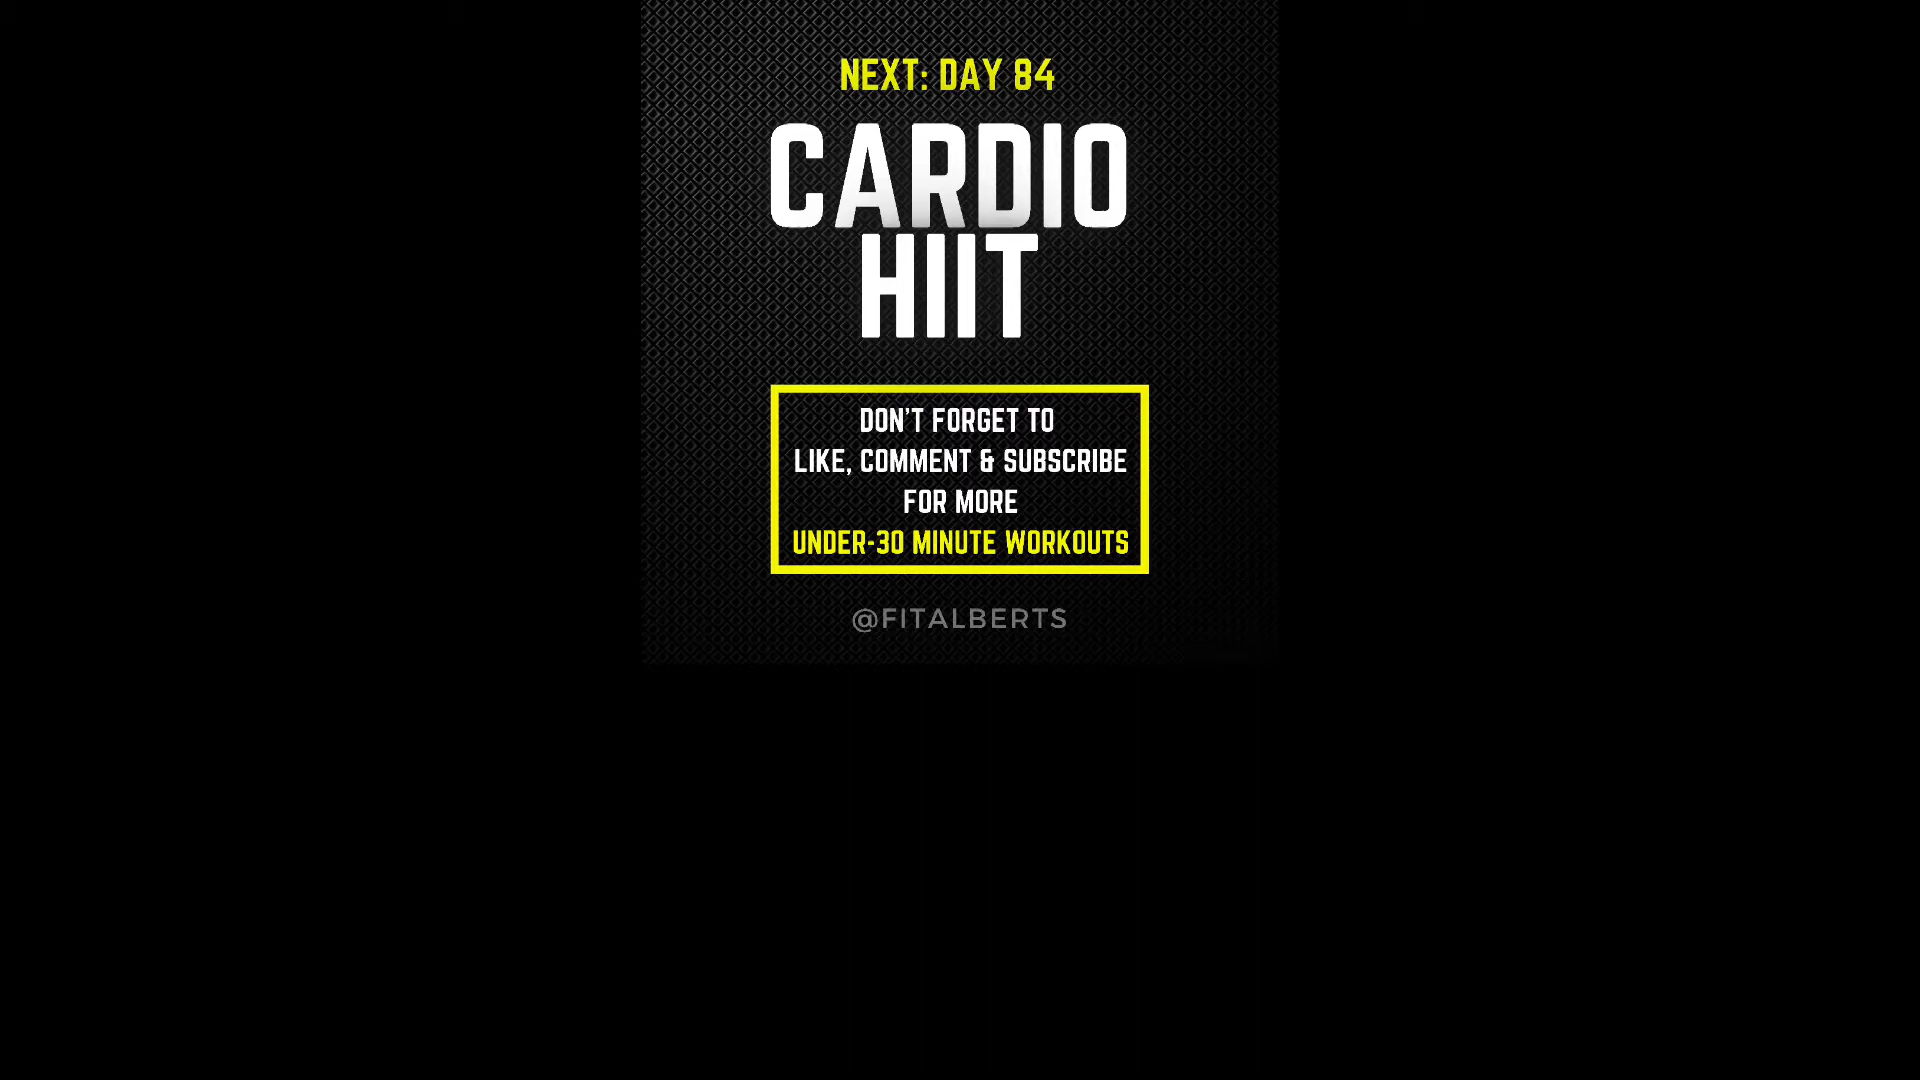 NEXT: DAY 84
CARDIO
HIIT
DON'T FORGET TO
LIKE, COMMENT & SUBSCRIBE
FOR MORE
UNDER-30 MINUTE WORKOUTS
@FITALBERTS